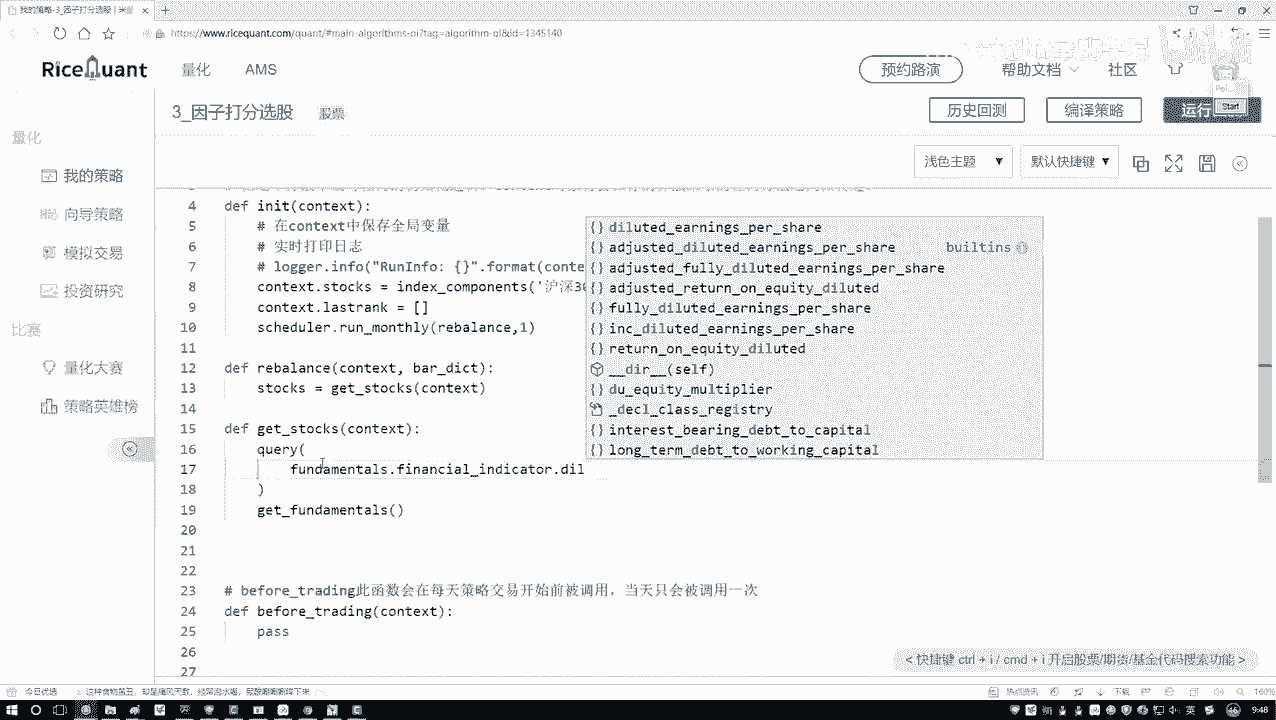 我的策略-3_因子打分选股 | 米筐
https://www.ricequant.com/quant/#main-algorithms-oi?tag=algorithm-al&id=1345140
RiceQuant 量化 AMS 预约路演 帮助文档 社区
3_因子打分选股 股票 历史回测 编译策略 运行 Start
量化
浅色主题 默认快捷键
我的策略
向导策略
模拟交易
投资研究
比赛
量化大赛
策略英雄榜
4 def init(context):
5 # 在context中保存全局变量
6 # 实时打印日志
7 # logger.info("RunInfo: {}".format(conte
8 context.stocks = index_components('沪深30
9 context.lastrank = []
10 scheduler.run_monthly(rebalance,1)
11
12 def rebalance(context, bar_dict):
13 stocks = get_stocks(context)
14
15 def get_stocks(context):
16 query(
17 fundamentals.financial_indicator.dil
18 )
19 get_fundamentals()
20
21
22
23 # before_trading此函数会在每天策略交易开始前被调用，当天只会被调用一次
24 def before_trading(context):
25 pass
26
27
{} diluted_earnings_per_share
{} adjusted_diluted_earnings_per_share builtins
{} adjusted_fully_diluted_earnings_per_share
{} adjusted_return_on_equity_diluted
{} fully_diluted_earnings_per_share
{} inc_diluted_earnings_per_share
{} return_on_equity_diluted
__dir__(self)
{} du_equity_multiplier
_decl_class_registry
{} interest_bearing_debt_to_capital
{} long_term_debt_to_working_capital
< 快捷键 ctrl + i / cmd + i 开启股票/期货/基金代码搜索功能 >
今日优选
热点资讯 下载 160%
英 9:46